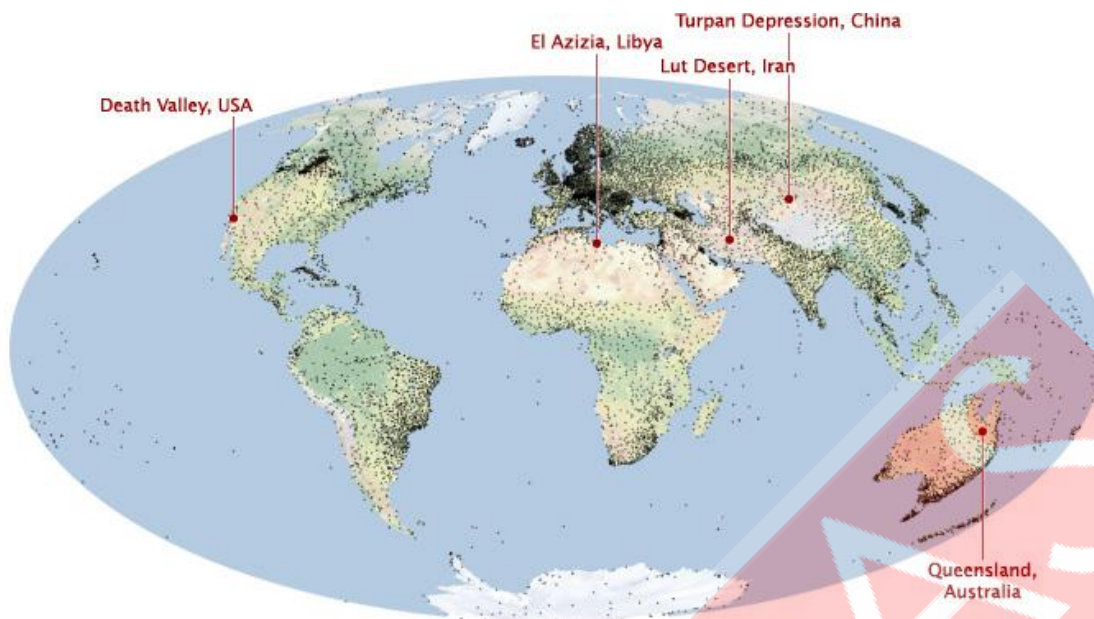 Turpan Depression, China
El Azizia, Libya
Lut Desert, Iran
Death Valley, USA
Queensland,
Australia